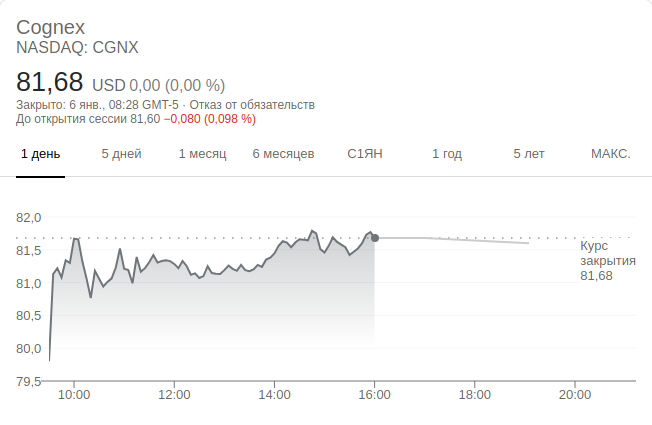 Cognex
NASDAQ: CGNX
81,68 USD 0,00 (0,00 %)
Закрыто: 6 янв., 08:28 GMT-5 · Отказ от обязательств
До открытия сессии 81,60 −0,080 (0,098 %)
1 день 5 дней 1 месяц 6 месяцев С1ЯН 1 год 5 лет МАКС.
82,0
81,5
81,0
80,5
80,0
79,5
Курс
закрытия
81,68
10:00 12:00 14:00 16:00 18:00 20:00